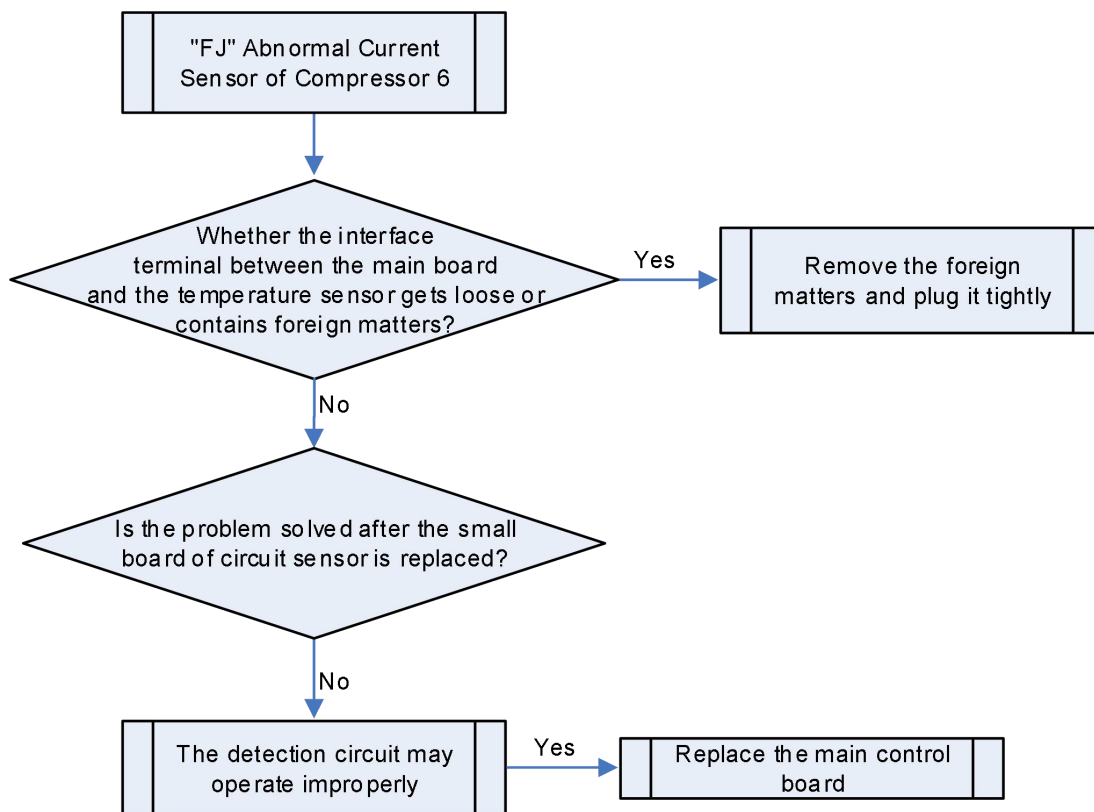 "FJ" Abnormal Current
Sensor of Compressor 6
Whether the interface
terminal between the main board
and the temperature sensor gets loose or
contains foreign matters?
Yes
Remove the foreign
matters and plug it tightly
No
Is the problem solved after the small
board of circuit sensor is replaced?
No
The detection circuit may
operate improperly
Yes
Replace the main control
board